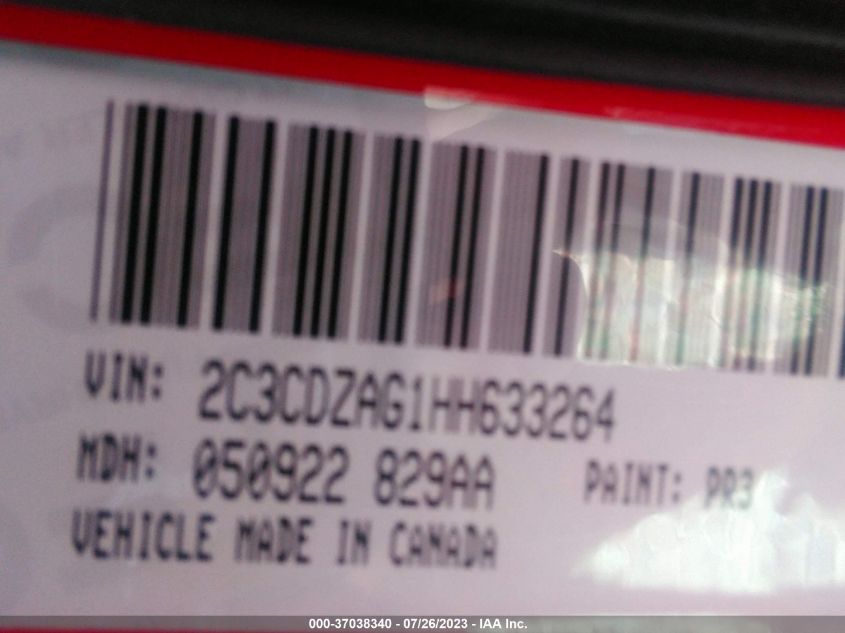 VIN: 2C3CDZAG1HH633264
MDH: 050922 829AA PAINT: PR3
VEHICLE MADE IN CANADA
000-37038340 - 07/26/2023 - IAA Inc.